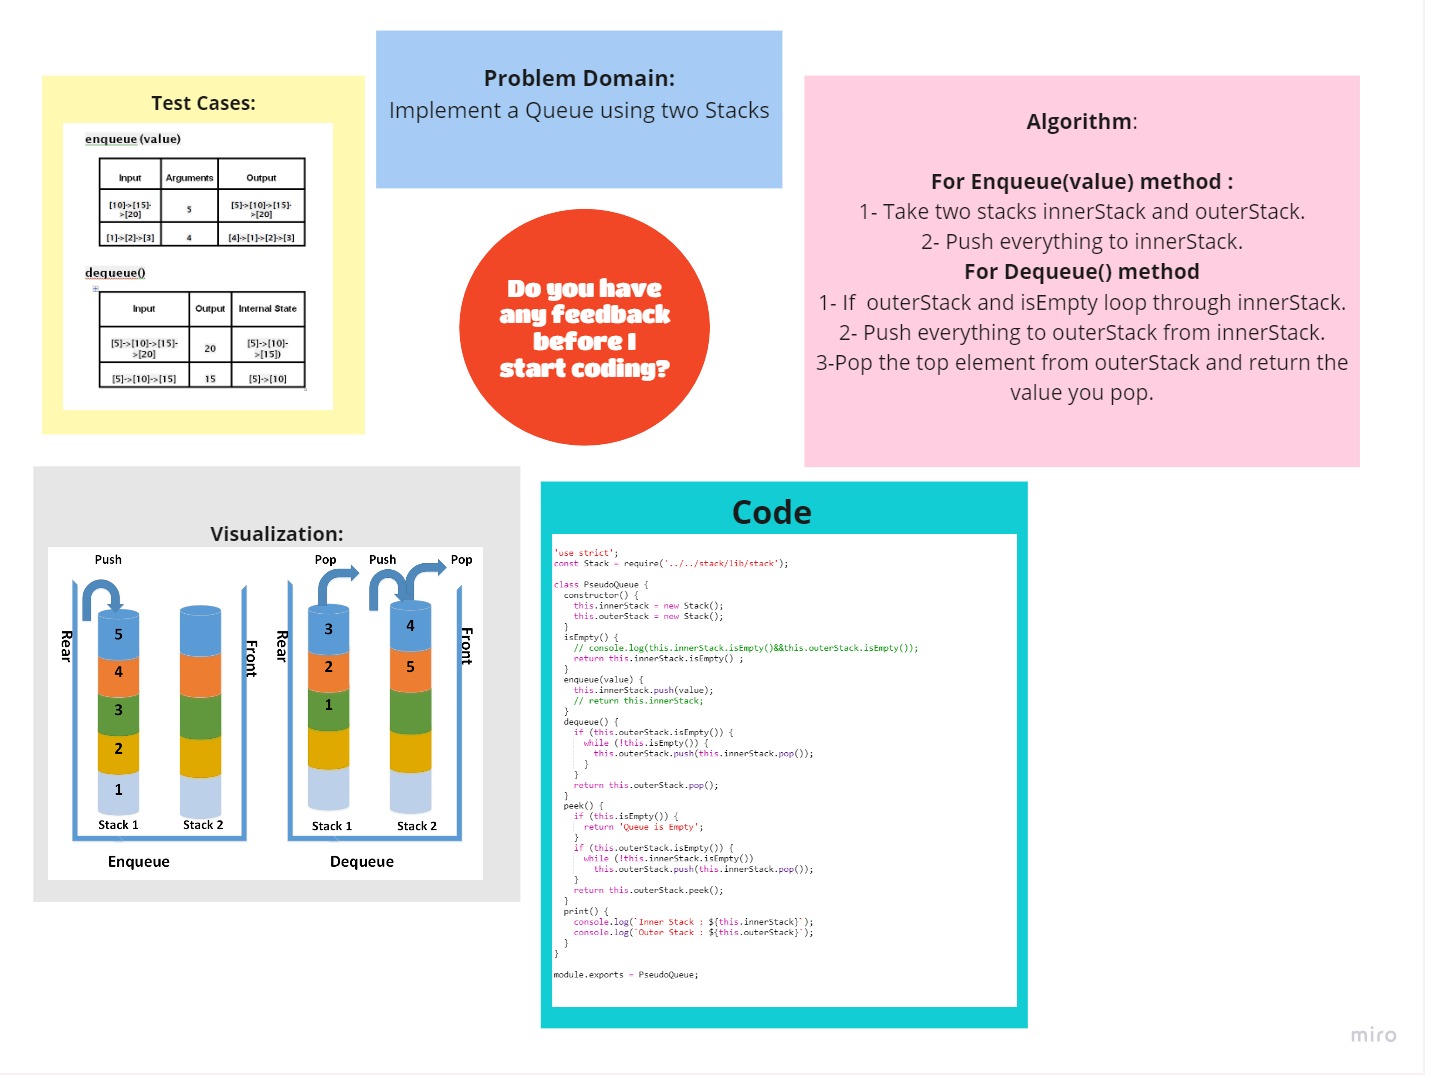 Problem Domain:
Implement a Queue using two Stacks
Test Cases:
enqueue (value)
Input Arguments Output
[10]->[15]-
>[20]
5
[5]->[10]->[15]-
>[20]
[1]->[2]->[3] 4 [4]->[1]->[2]->[3]
dequeue()
Input Output Internal State
[5]->[10]->[15]-
>[20]
20
[5]->[10]-
>[15])
[5]->[10]->[15] 15 [5]->[10]
Do you have
any feedback
before I
start coding?
Algorithm:
For Enqueue(value) method :
1- Take two stacks innerStack and outerStack.
2- Push everything to innerStack.
For Dequeue() method
1- If  outerStack and isEmpty loop through innerStack.
2- Push everything to outerStack from innerStack.
3-Pop the top element from outerStack and return the
value you pop.
Visualization:
Push
Rear
5
4
3
2
1
Front
Stack 1 Stack 2
Enqueue
Pop Push Pop
Rear
3
2
1
4
5
Front
Stack 1 Stack 2
Dequeue
Code
'use strict';
const Stack = require('../../stack/lib/stack');
class PseudoQueue {
constructor() {
this.innerStack = new Stack();
this.outerStack = new Stack();
}
isEmpty() {
// console.log(this.innerStack.isEmpty()&&this.outerStack.isEmpty());
return this.innerStack.isEmpty() ;
}
enqueue(value) {
this.innerStack.push(value);
// return this.innerStack;
}
dequeue() {
if (this.outerStack.isEmpty()) {
while (!this.isEmpty()) {
this.outerStack.push(this.innerStack.pop());
}
}
return this.outerStack.pop();
}
peek() {
if (this.isEmpty()) {
return 'Queue is Empty';
}
if (this.outerStack.isEmpty()) {
while (!this.innerStack.isEmpty())
this.outerStack.push(this.innerStack.pop());
}
return this.outerStack.peek();
}
print() {
console.log(`Inner Stack : ${this.innerStack}`);
console.log(`Outer Stack : ${this.outerStack}`);
}
}
module.exports = PseudoQueue;
miro